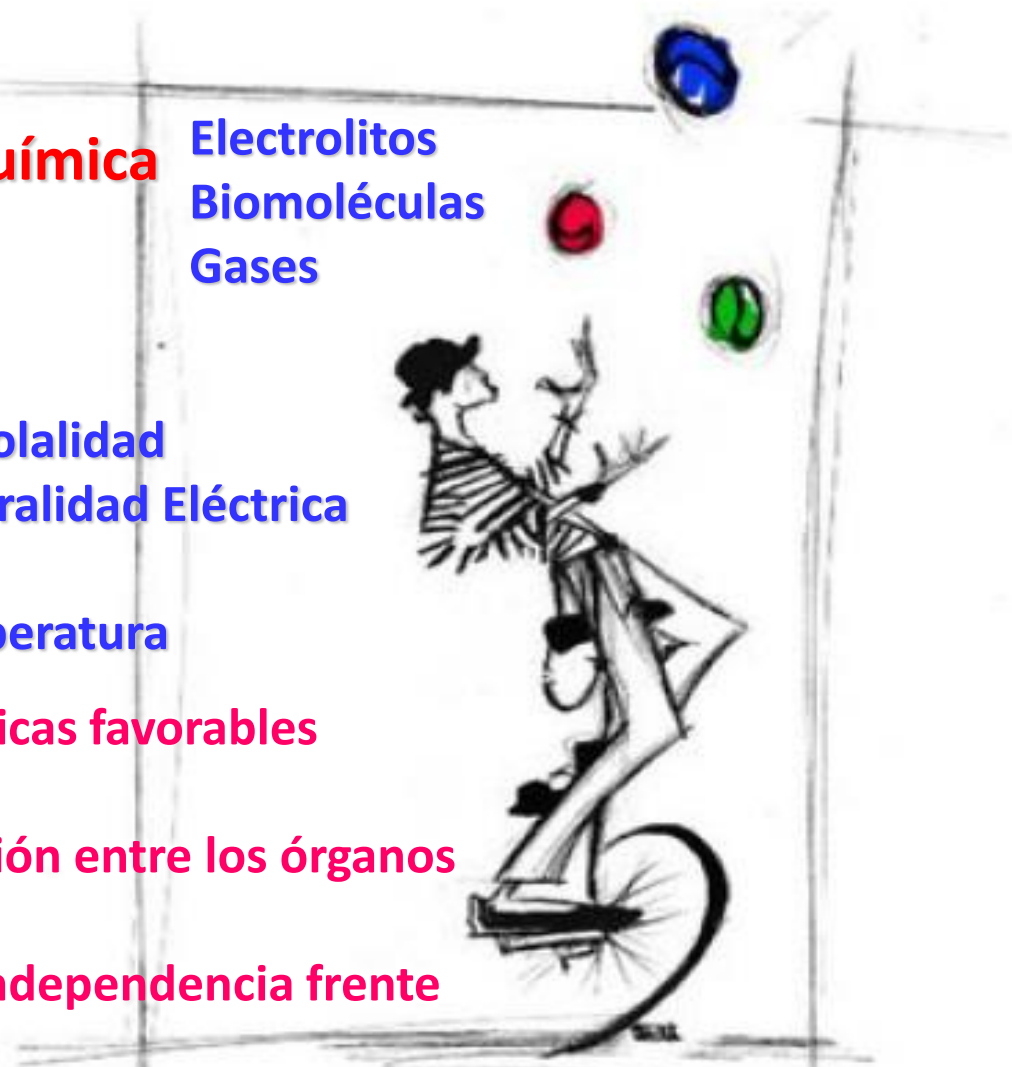 uímica
Electrolitos
Biomoléculas
Gases
olalidad
ralidad Eléctrica
peratura
icas favorables
ión entre los órganos
ndependencia frente